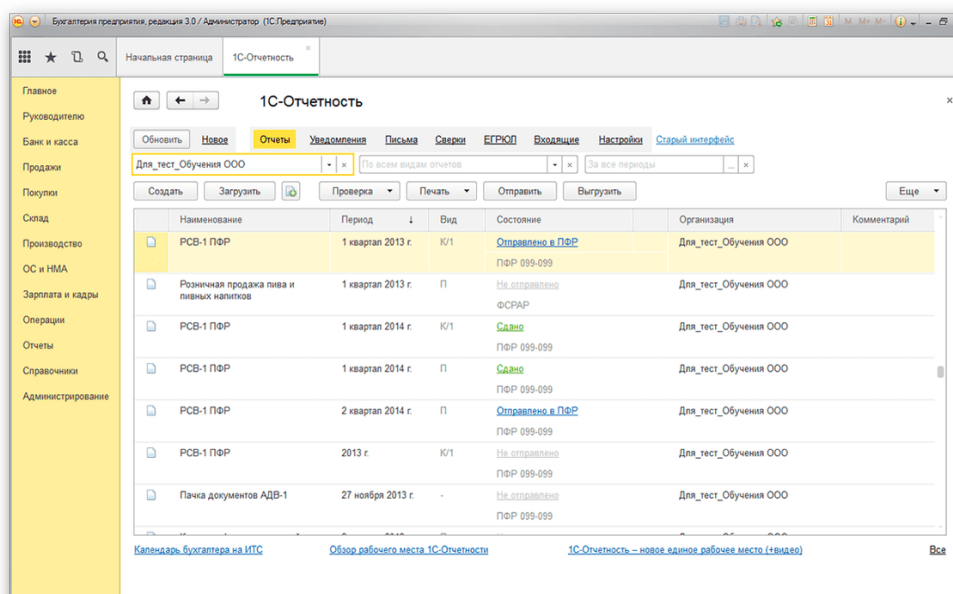 Бухгалтерия предприятия, редакция 3.0 / Администратор (1С:Предприятие)
M M+ M-
Начальная страница 1С-Отчетность
Главное
Руководителю
Банк и касса
Продажи
Покупки
Склад
Производство
ОС и НМА
Зарплата и кадры
Операции
Отчеты
Справочники
Администрирование
1С-Отчетность
Обновить Новое Отчеты Уведомления Письма Сверки ЕГРЮЛ Входящие Настройки Старый интерфейс
Для_тест_Обучения ООО По всем видам отчетов За все периоды ...
Создать Загрузить Проверка Печать Отправить Выгрузить Еще
Наименование Период ↓ Вид Состояние Организация Комментарий
РСВ-1 ПФР 1 квартал 2013 г. К/1 Отправлено в ПФР Для_тест_Обучения ООО
ПФР 099-099
Розничная продажа пива и 1 квартал 2013 г. П Не отправлено Для_тест_Обучения ООО
пивных напитков
ФСРАР
РСВ-1 ПФР 1 квартал 2014 г. К/1 Сдано Для_тест_Обучения ООО
ПФР 099-099
РСВ-1 ПФР 1 квартал 2014 г. П Сдано Для_тест_Обучения ООО
ПФР 099-099
РСВ-1 ПФР 2 квартал 2014 г. П Отправлено в ПФР Для_тест_Обучения ООО
ПФР 099-099
РСВ-1 ПФР 2013 г. К/1 Не отправлено Для_тест_Обучения ООО
ПФР 099-099
Пачка документов АДВ-1 27 ноября 2013 г. - Не отправлено Для_тест_Обучения ООО
ПФР 099-099
Календарь бухгалтера на ИТС Обзор рабочего места 1С-Отчетности 1С-Отчетность – новое единое рабочее место (+видео) Все